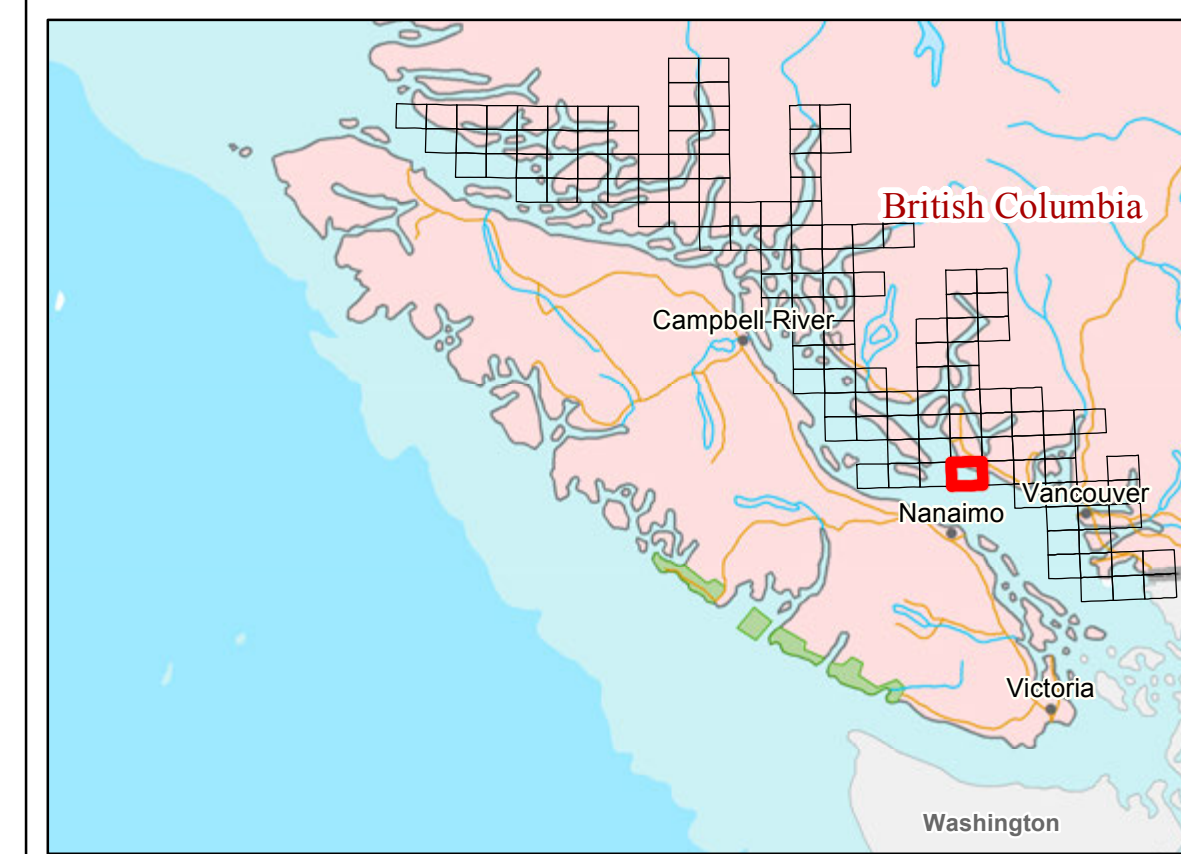 British Columbia
Campbell River
Vancouver
Nanaimo
Victoria
Washington